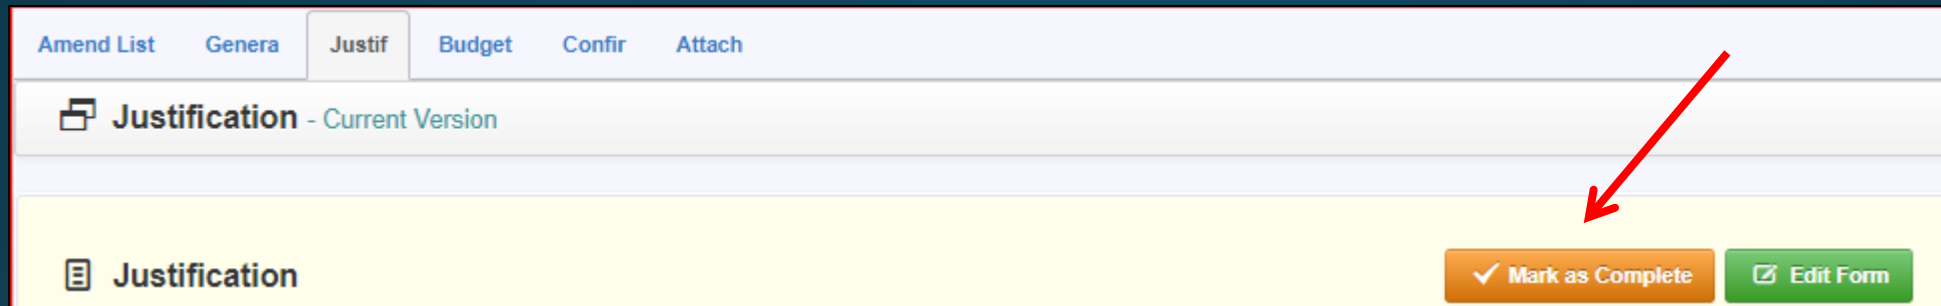 Amend List Genera Justif Budget Confir Attach
Justification - Current Version
Justification Mark as Complete Edit Form